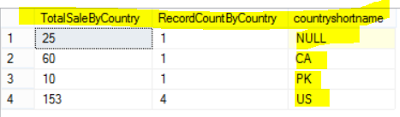 TotalSaleByCountry RecordCountByCountry countryshortname
1 25 1 NULL
2 60 1 CA
3 10 1 PK
4 153 4 US